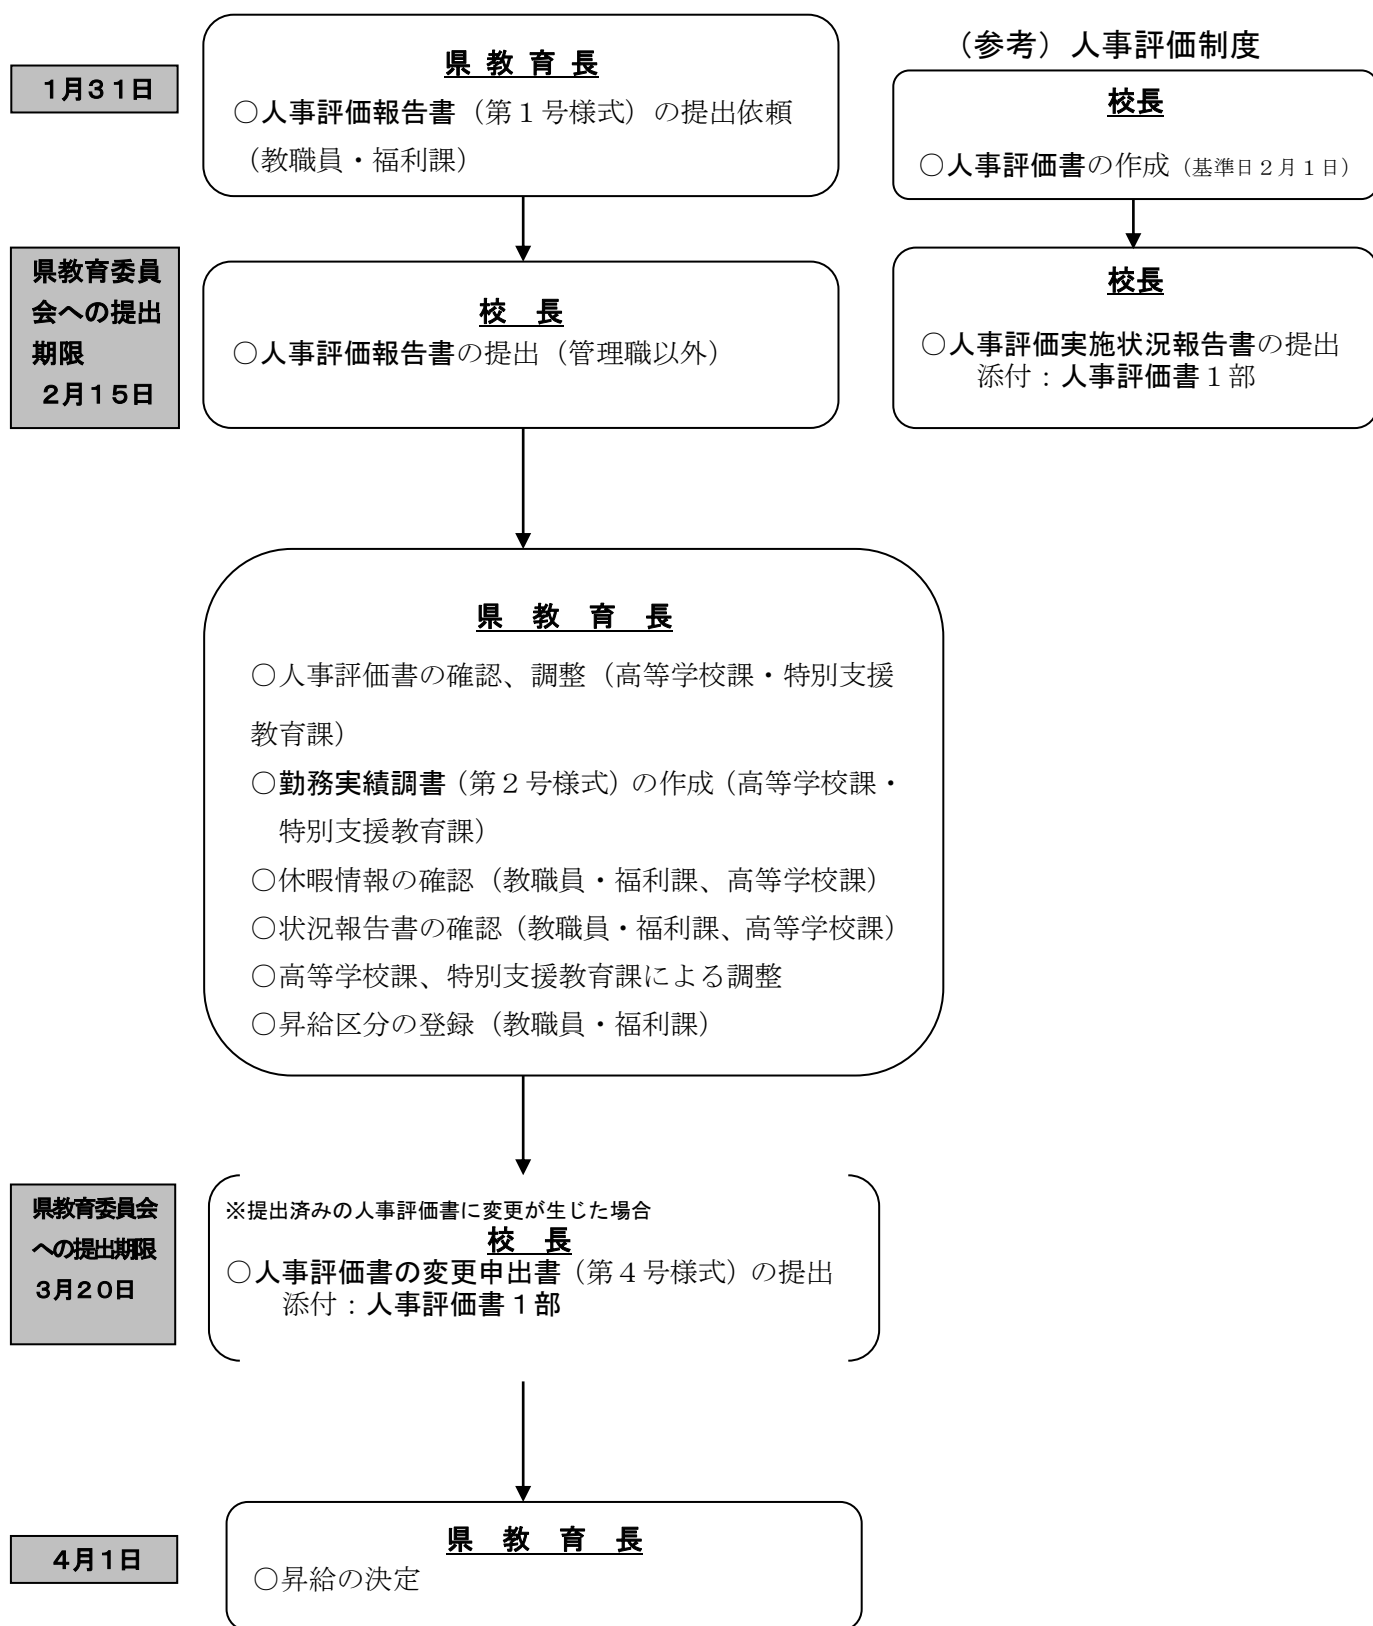 1月31日
県 教 育 長
○人事評価報告書（第１号様式）の提出依頼
（教職員・福利課）
（参考）人事評価制度
校長
○人事評価書の作成（基準日２月１日）
県教育委員
会への提出
期限
2月15日
校　長
○人事評価報告書の提出（管理職以外）
校長
○人事評価実施状況報告書の提出
添付：人事評価書１部
県　教　育　長
○人事評価書の確認、調整（高等学校課・特別支援
教育課）
○勤務実績調書（第２号様式）の作成（高等学校課・
特別支援教育課）
○休暇情報の確認（教職員・福利課、高等学校課）
○状況報告書の確認（教職員・福利課、高等学校課）
○高等学校課、特別支援教育課による調整
○昇給区分の登録（教職員・福利課）
県教育委員会
への提出期限
3月20日
※提出済みの人事評価書に変更が生じた場合
校　長
○人事評価書の変更申出書（第４号様式）の提出
添付：人事評価書１部
4月1日
県　教　育　長
○昇給の決定